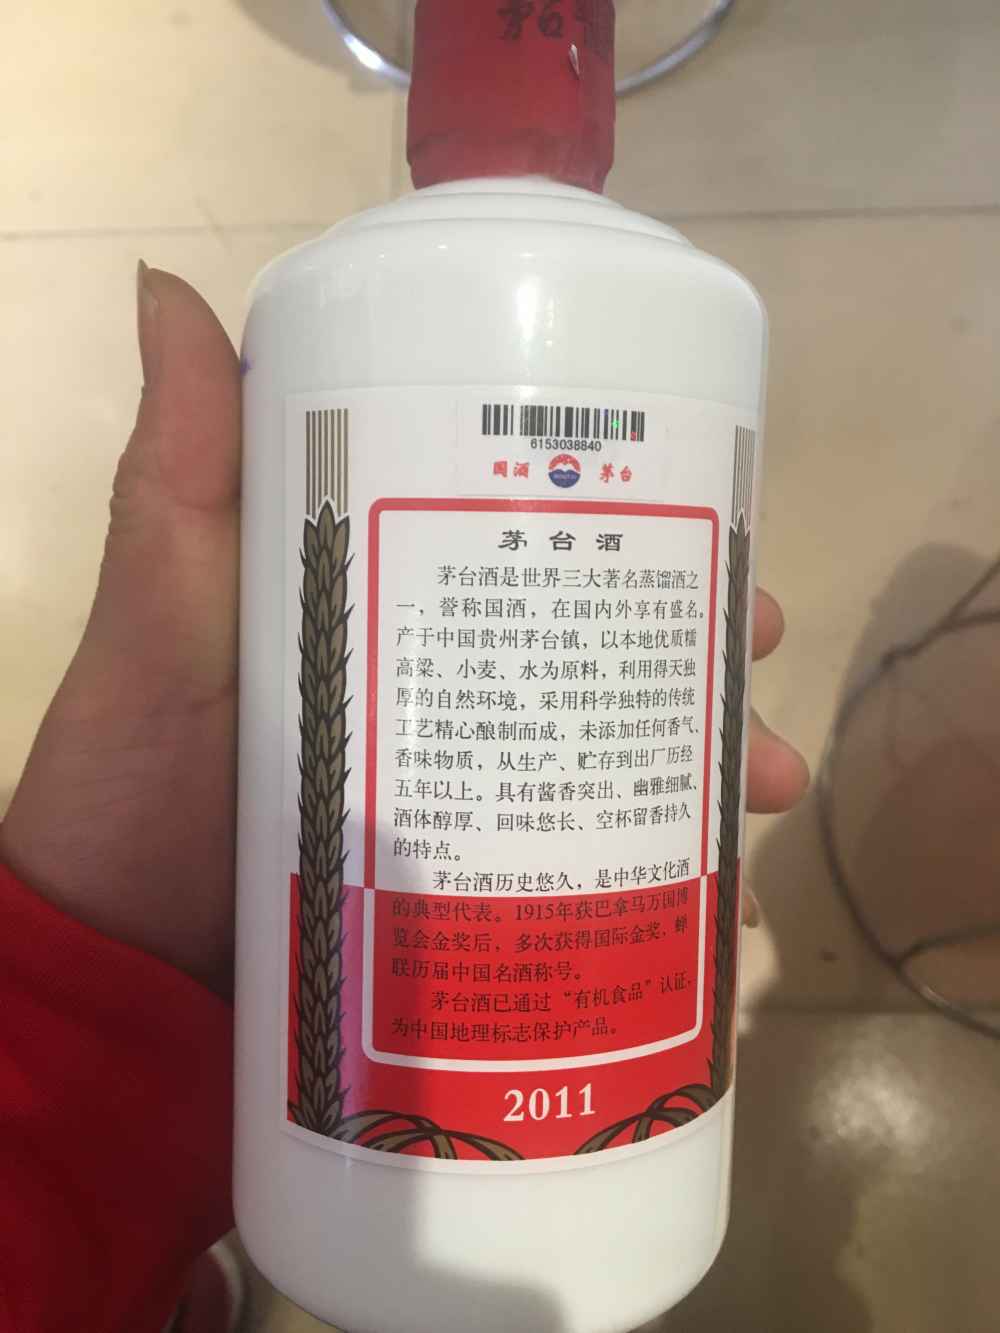 茅台
6153038840
国酒 茅台
茅台酒
茅台酒是世界三大著名蒸馏酒之
一，誉称国酒，在国内外享有盛名。
产于中国贵州茅台镇，以本地优质糯
高粱、小麦、水为原料，利用得天独
厚的自然环境，采用科学独特的传统
工艺精心酿制而成，未添加任何香气、
香味物质，从生产、贮存到出厂历经
五年以上。具有酱香突出、幽雅细腻、
酒体醇厚、回味悠长、空杯留香持久
的特点。
茅台酒历史悠久，是中华文化酒
的典型代表。1915年获巴拿马万国博
览会金奖后，多次获得国际金奖，蝉
联历届中国名酒称号。
茅台酒已通过“有机食品”认证，
为中国地理标志保护产品。
2011